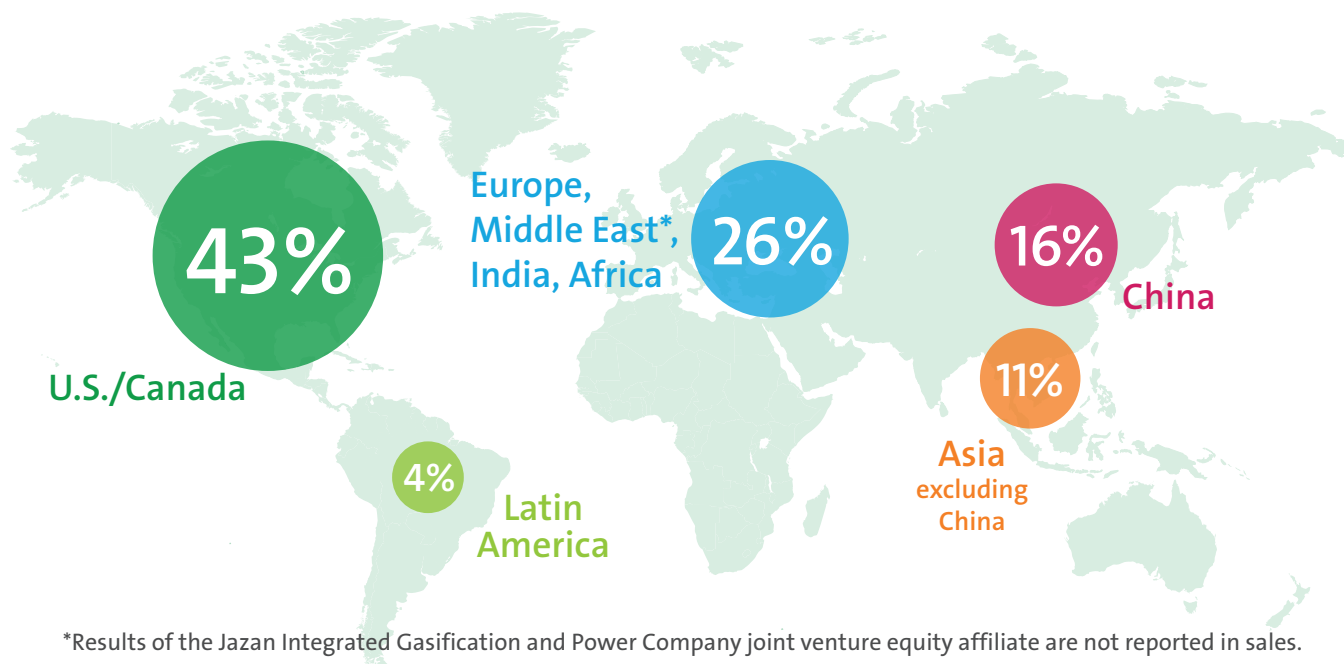 43%
U.S./Canada
Europe,
Middle East*,
India, Africa
26%
16%
China
11%
Asia
excluding
China
4%
Latin
America
*Results of the Jazan Integrated Gasification and Power Company joint venture equity affiliate are not reported in sales.